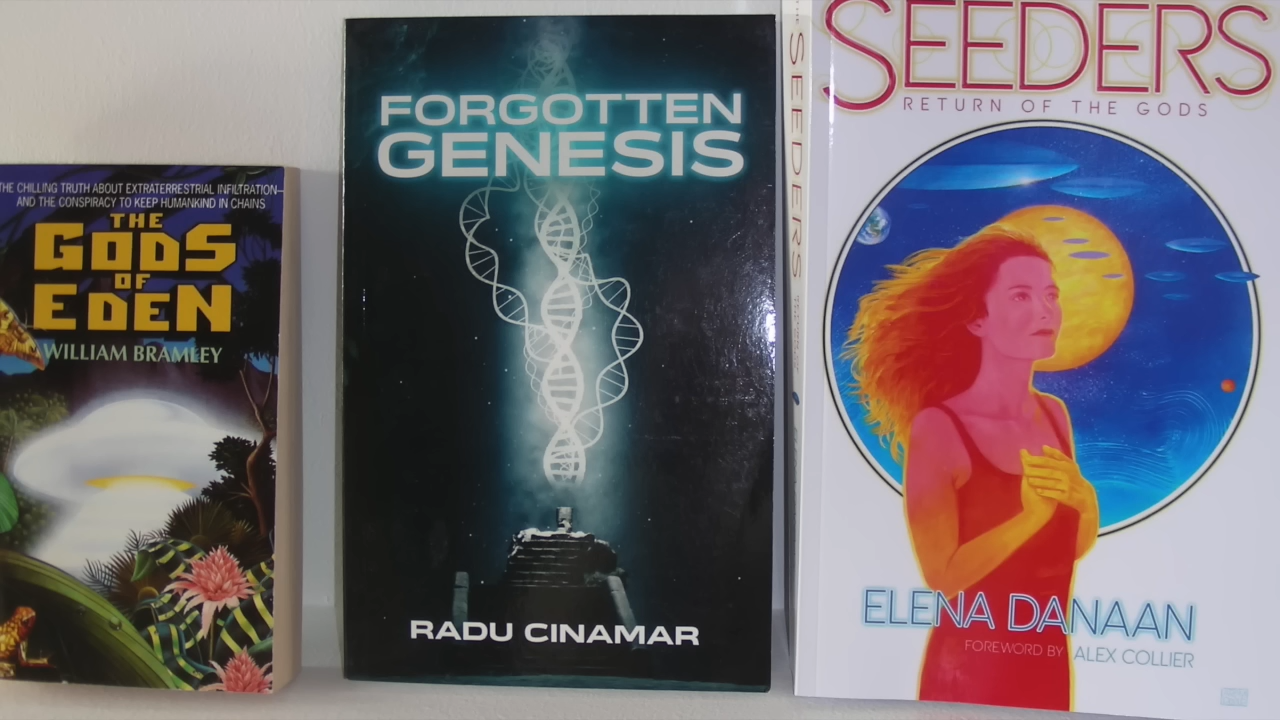 THE CHILLING TRUTH ABOUT EXTRATERRESTRIAL INFILTRATION—
AND THE CONSPIRACY TO KEEP HUMANKIND IN CHAINS
THE
GODS
OF
EDEN
WILLIAM BRAMLEY
FORGOTTEN
GENESIS
RADU CINAMAR
SEEDERS
SEEDERS
RETURN OF THE GODS
ELENA DANAAN
FOREWORD BY ALEX COLLIER